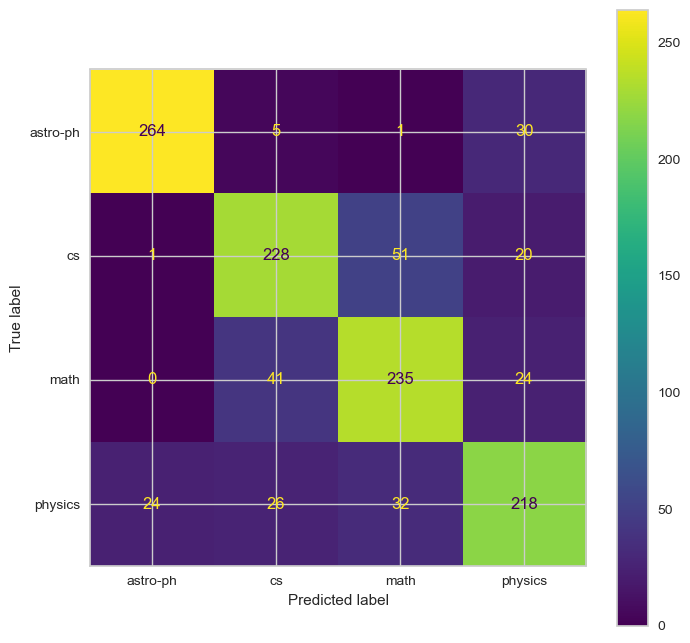 250
astro-ph 264 5 1 30
200
cs 1 228 51 20
150
True label
math 0 41 235 24
100
physics 24 26 32 218
50
astro-ph cs math physics
Predicted label
0